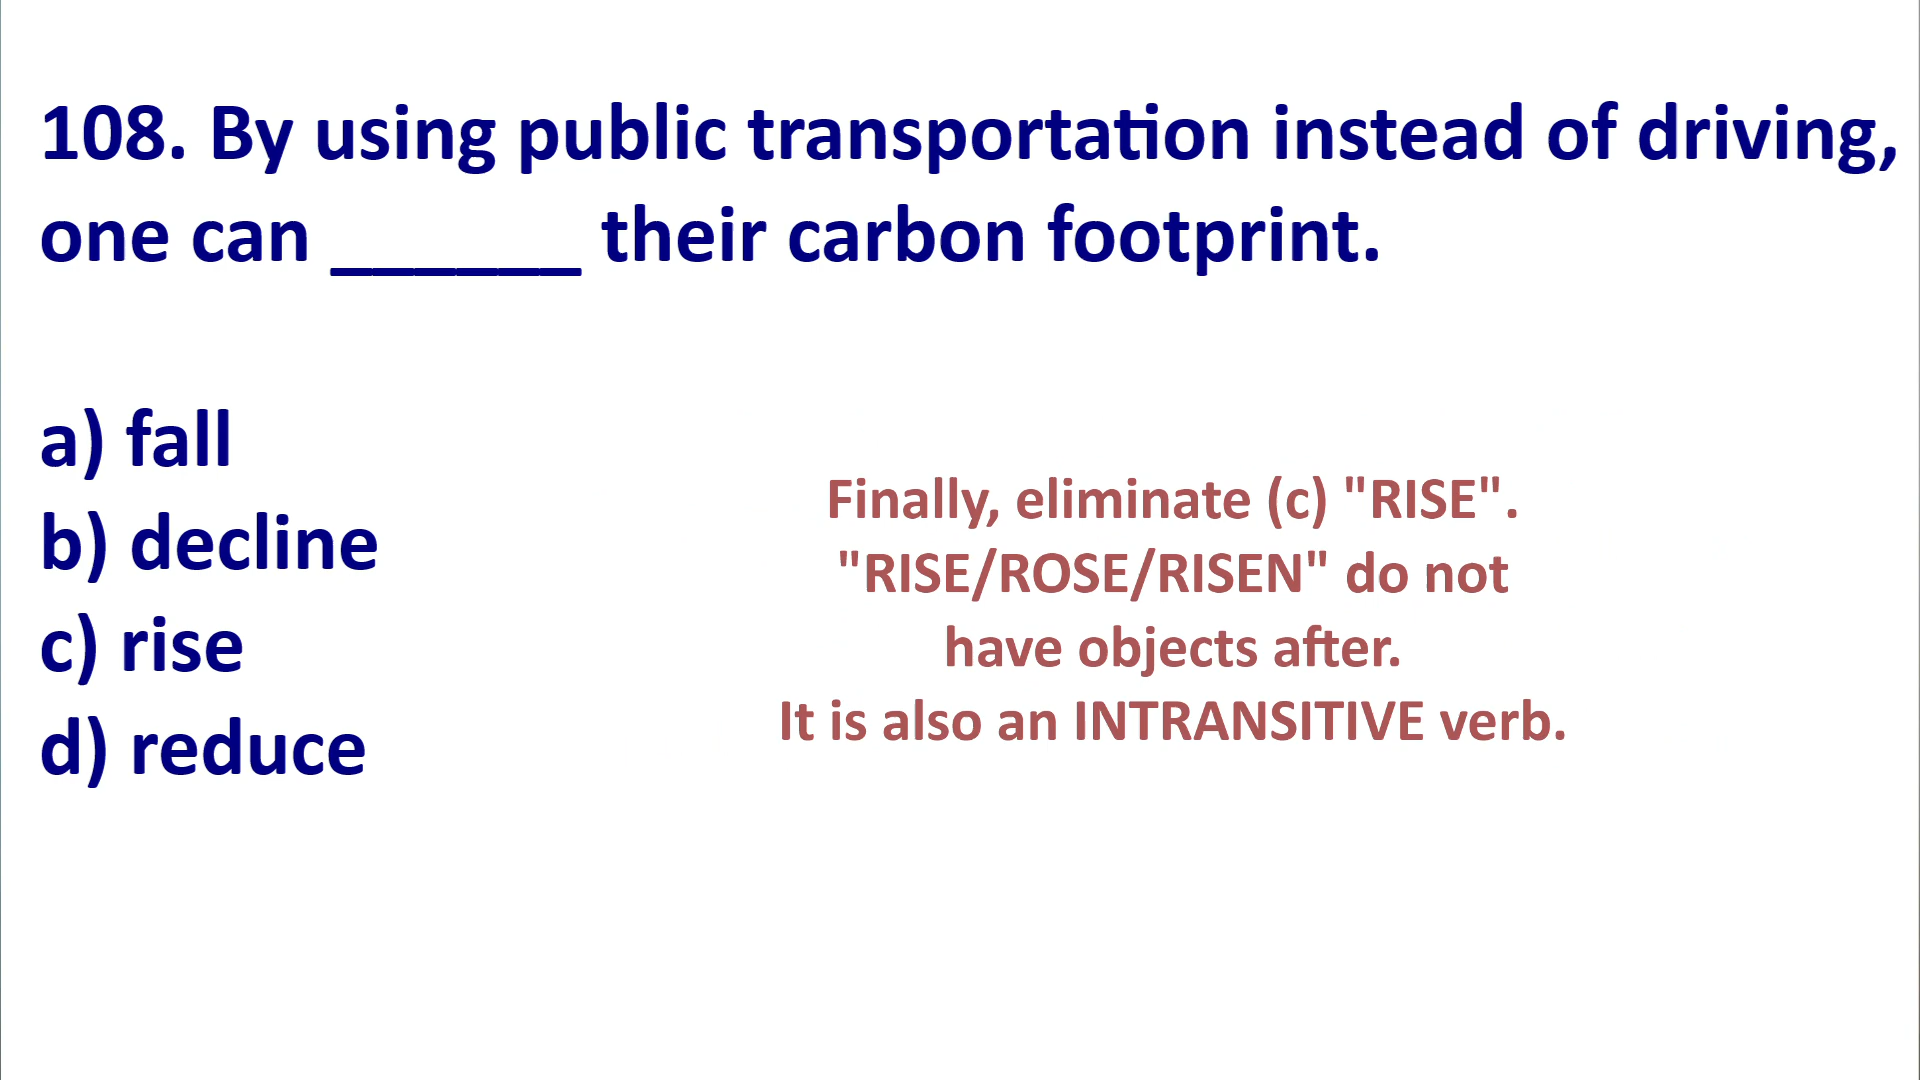 108. By using public transportation instead of driving,
one can ______ their carbon footprint.
a) fall
b) decline
c) rise
d) reduce
Finally, eliminate (c) "RISE".
"RISE/ROSE/RISEN" do not
have objects after.
It is also an INTRANSITIVE verb.